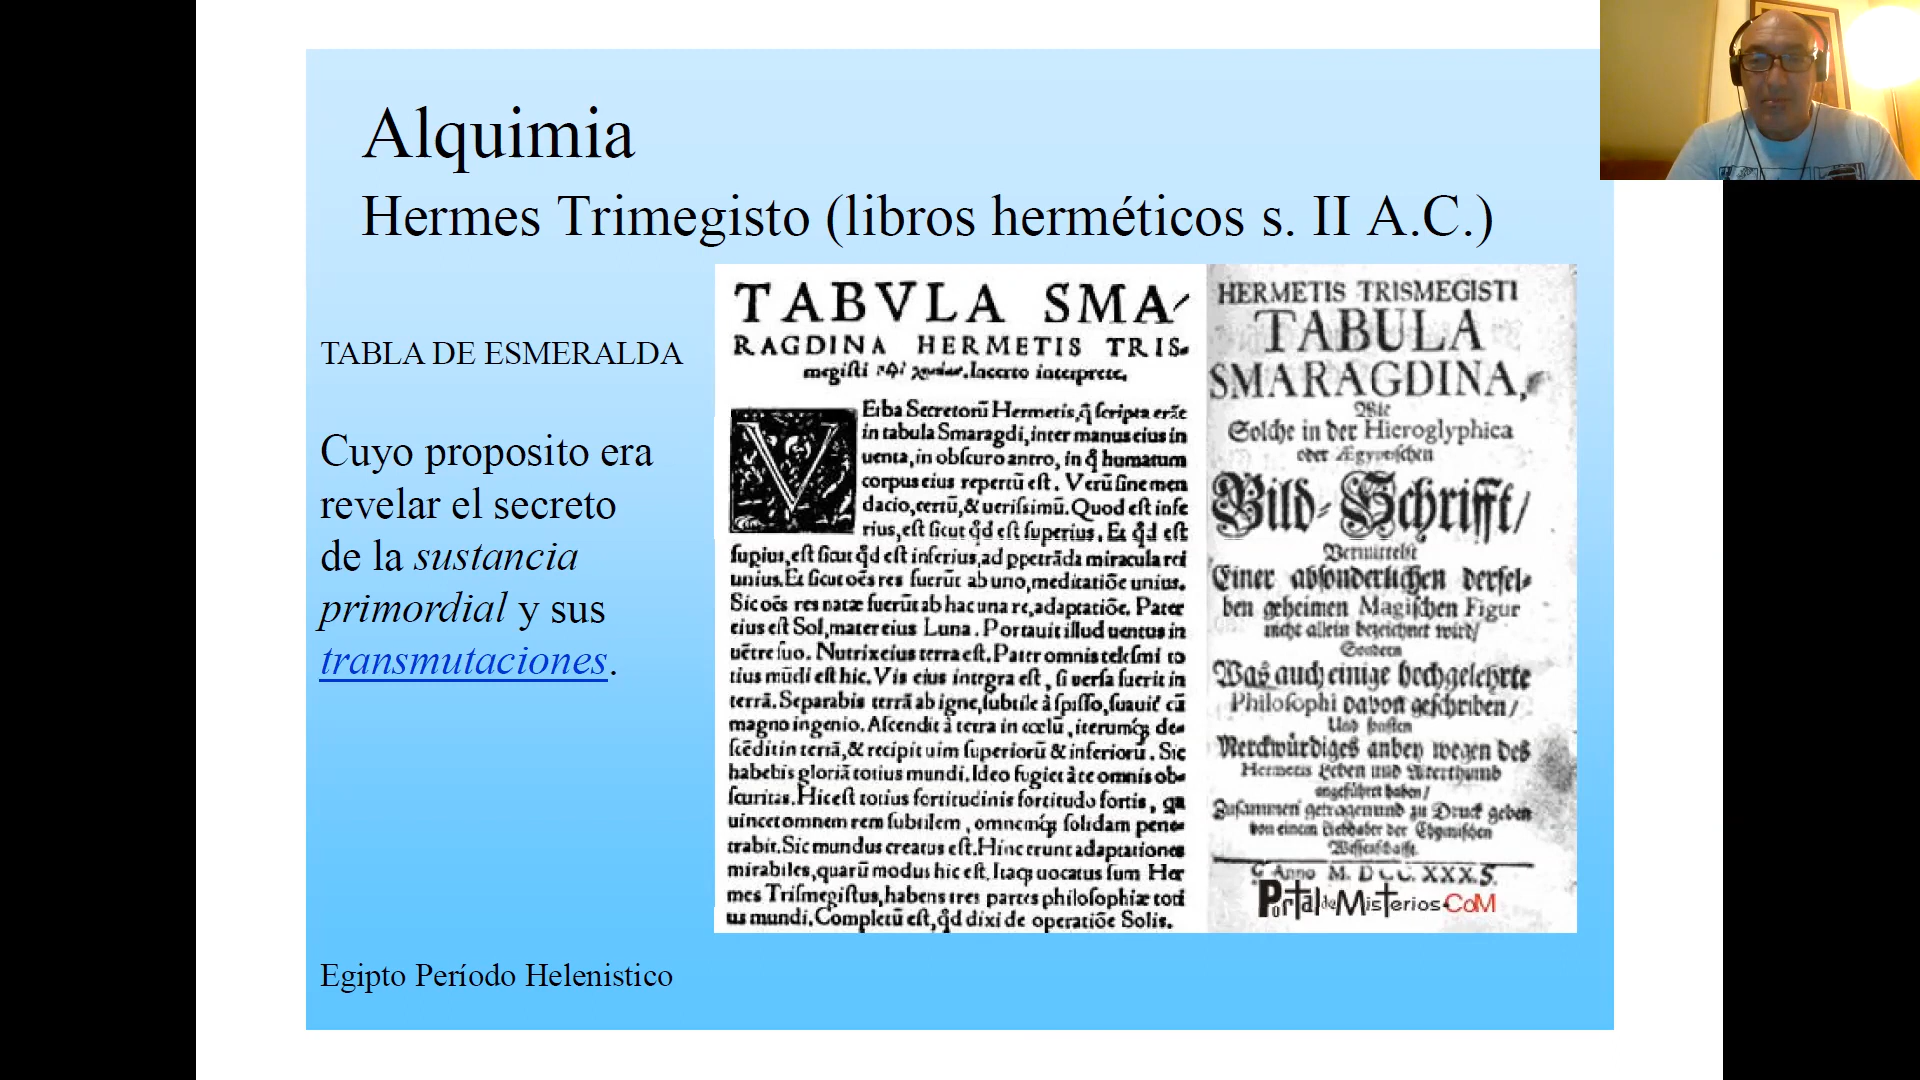 Alquimia
Hermes Trimegisto (libros herméticos s. II A.C.)
TABLA DE ESMERALDA
Cuyo proposito era
revelar el secreto
de la sustancia
primordial y sus
transmutaciones.
Egipto Período Helenistico
TABVLA SMA⸗
RAGDINA HERMETIS TRIS⸗
megiſti Incerto interprete.
VErba Secretorū Hermetis, q̄ ſcripta erāt
in tabula Smaragdi, inter manus eius in
uenta, in obſcuro antro, in q̄ humatum
corpus eius repertū eſt. Verū ſine men
dacio, certū, & ueriſsimū. Quod eſt infe
rius, eſt ſicut q̄d eſt ſuperius. Et q̄d eſt
ſupius, eſt ſicut q̄d eſt inferius, ad ppetrāda miracula rei
unius. Et ſicut oēs res fuerūt ab uno, meditatiōe unius.
Sic oēs res natæ fuerūt ab hac una re, adaptatiōe. Pater
eius eſt Sol, mater eius Luna. Portauit illud uentus in
uētre ſuo. Nutrix eius terra eſt. Pater omnis teleſmi to
tius mūdi eſt hic. Vis eius integra eſt, ſi uerſa fuerit in
terrā. Separabis terrā ab igne, ſubtile à ſpiſſo, ſuauit cū
magno ingenio. Aſcendit à terra in cœlū, iterumq́; de⸗
ſcēdit in terrā, & recipit uim ſuperiorū & inferiorū. Sic
habebis gloriā totius mundi. Ideo fugiet à te omnis ob⸗
ſcuritas. Hic eſt totius fortitudinis fortitudo fortis, qa
uincet omnem rem ſubtilem, omnemq́; ſolidam pene⸗
trabit. Sic mundus creatus eſt. Hinc erunt adaptationes
mirabiles, quarū modus hic eſt. Itaq; uocatus ſum Her
mes Triſmegiſtus, habens tres partes philoſophiæ toti
us mundi. Completū eſt, q̄d dixi de operatiōe Solis.
HERMETIS TRISMEGISTI
TABULA
SMARAGDINA,
Wie
Solche in der Hieroglyphica
oder Ægyptiſchen
Bild-Schrifft/
Vermittelſt
Einer abſonderlichen derſel⸗
ben geheimen Magiſchen Figur
nicht allein bezeichnet wird/
Sondern
Was auch einige hochgelehrte
Philoſophi davon geſchrieben/
Und ſonſten
Merckwürdiges anbey wegen des
Hermetis Leben und Alterthumb
angeführet haben/
Zuſammen getragen und zu Druck geben
von einem Liebhaber der Chymiſchen
Wiſſenſchafft.
Anno
Portal de Misterios.CoM